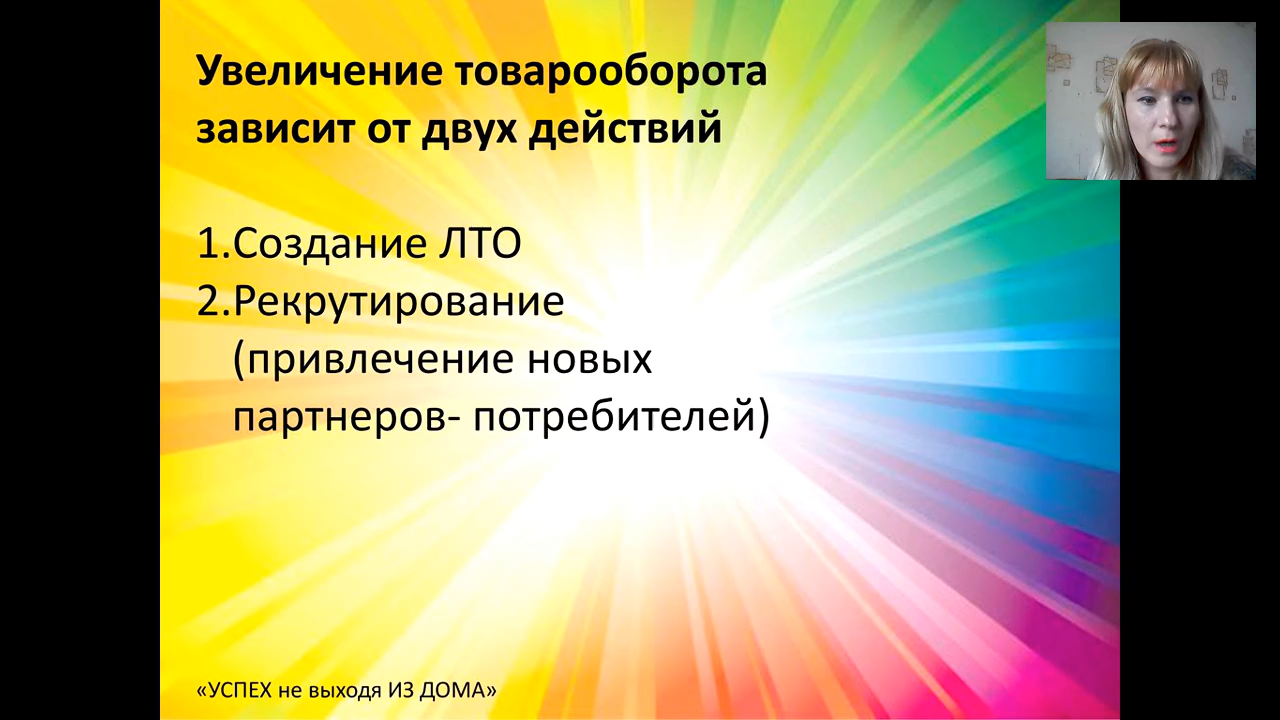 Увеличение товарооборота
зависит от двух действий
1.Создание ЛТО
2.Рекрутирование
(привлечение новых
партнеров- потребителей)
«УСПЕХ не выходя ИЗ ДОМА»